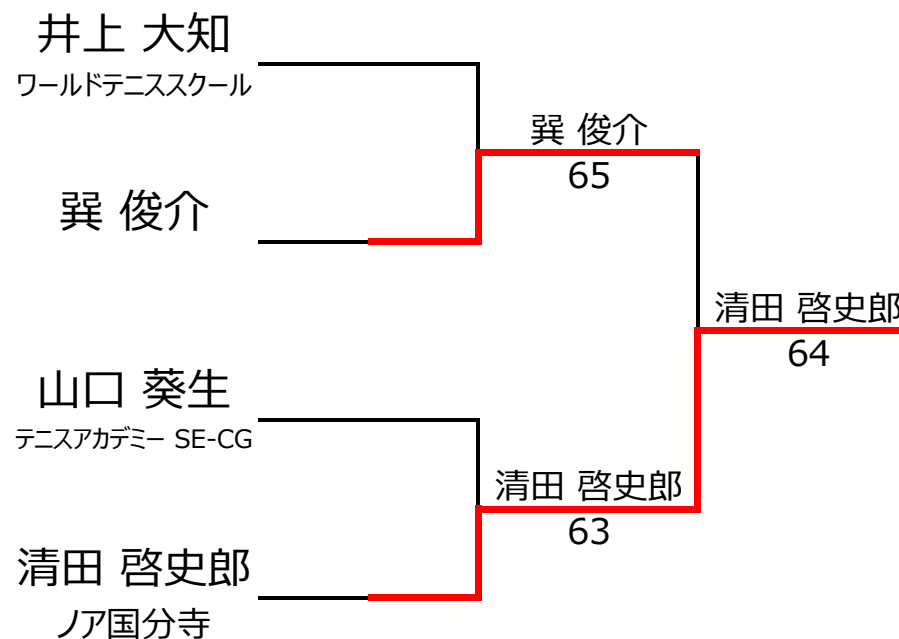 井上 大知
ワールドテニススクール
巽 俊介
65
巽 俊介
清田 啓史郎
64
山口 葵生
テニスアカデミー SE-CG
清田 啓史郎
63
清田 啓史郎
ノア国分寺